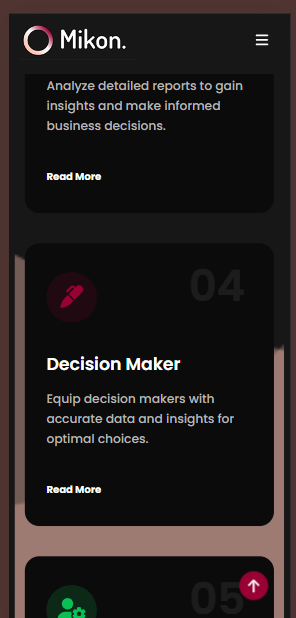 Mikon.
Analyze detailed reports to gain
insights and make informed
business decisions.
Read More
04
Decision Maker
Equip decision makers with
accurate data and insights for
optimal choices.
Read More
05